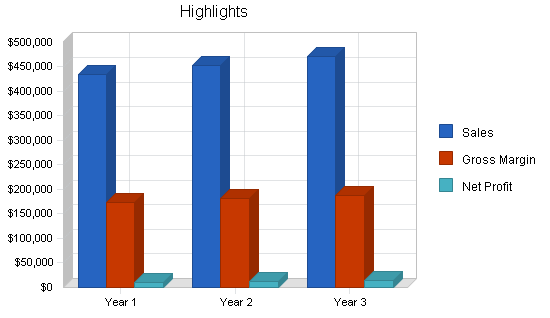 Highlights
$500,000
$450,000
$400,000
$350,000
$300,000
$250,000
$200,000
$150,000
$100,000
$50,000
$0
Year 1
Year 2
Year 3
Sales
Gross Margin
Net Profit